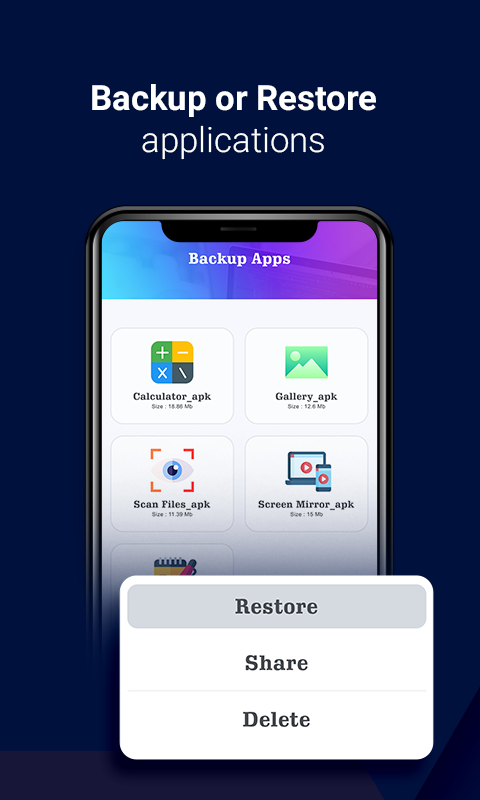 Backup or Restore
applications
Backup Apps
Calculator_apk
Size : 18.86 Mb
Gallery_apk
Size : 12.6 Mb
Scan Files_apk
Size : 11.39 Mb
Screen Mirror_apk
Size : 15 Mb
Restore
Share
Delete